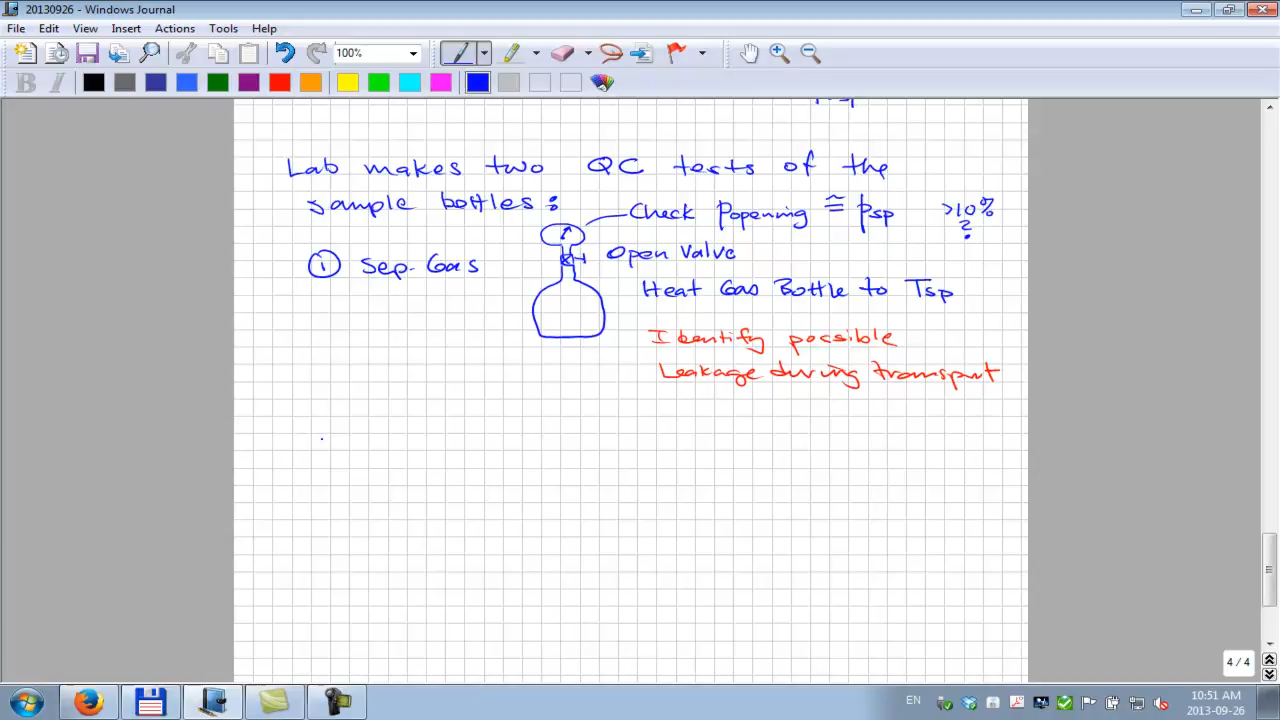 20130926 - Windows Journal
File Edit View Insert Actions Tools Help
100%
B I
Lab makes two QC tests of the
sample bottles:
Check Popening ≅ Psp >10%
?
① Sep. Gas
Open Valve
Heat Gas Bottle to Tsp
Identify possible
Leakage during transport
4 / 4
EN
10:51 AM
2013-09-26